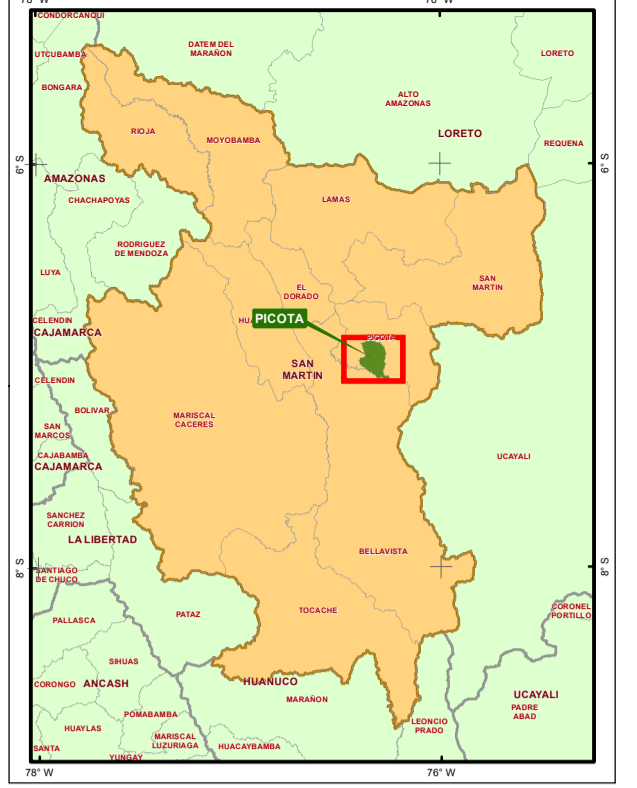 78° W
76° W
CONDORCANQUI
DATEM DEL
MARAÑON
UTCUBAMBA
LORETO
BONGARA
ALTO
AMAZONAS
RIOJA
MOYOBAMBA
LORETO
REQUENA
6° S
6° S
AMAZONAS
CHACHAPOYAS
LAMAS
RODRIGUEZ
DE MENDOZA
LUYA
SAN
MARTIN
EL
DORADO
CELENDIN
HUA
PICOTA
CAJAMARCA
PICOTA
SAN
MARTIN
CELENDIN
BOLIVAR
MARISCAL
CACERES
SAN
MARCOS
CAJABAMBA
UCAYALI
CAJAMARCA
SANCHEZ
CARRION
LA LIBERTAD
BELLAVISTA
8° S
8° S
SANTIAGO
DE CHUCO
CORONEL
PORTILLO
PALLASCA
PATAZ
TOCACHE
SIHUAS
CORONGO
ANCASH
HUANUCO
MARAÑON
UCAYALI
PADRE
ABAD
POMABAMBA
LEONCIO
PRADO
HUAYLAS
MARISCAL
LUZURIAGA
SANTA
YUNGAY
HUACAYBAMBA
78° W
76° W